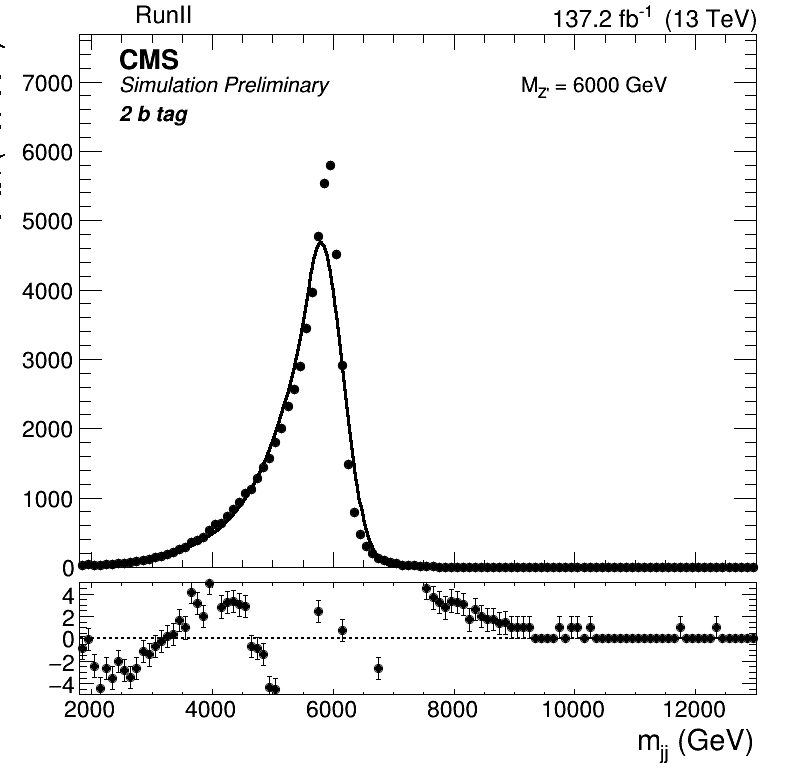 RunII
137.2 fb-1 (13 TeV)
CMS
Simulation Preliminary
2 b tag
MZ' = 6000 GeV
7000
6000
5000
4000
3000
2000
1000
0
4
2
0
−2
−4
2000 4000 6000 8000 10000 12000
mjj (GeV)